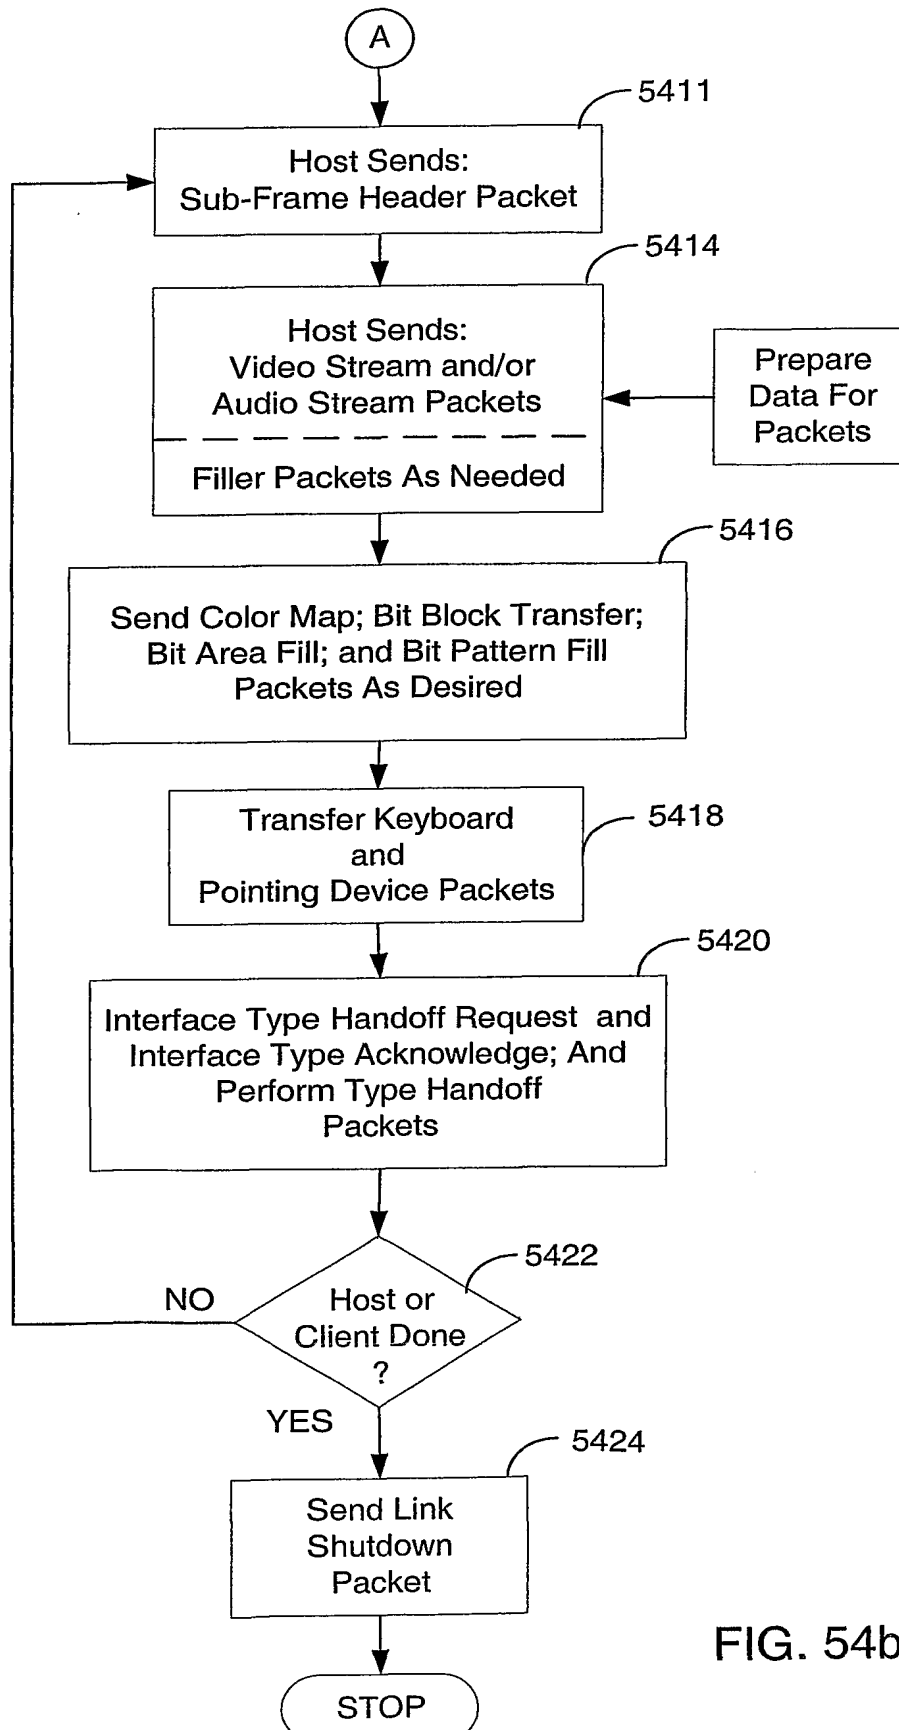 A
5411
Host Sends:
Sub-Frame Header Packet
5414
Host Sends:
Video Stream and/or
Audio Stream Packets
Filler Packets As Needed
Prepare
Data For
Packets
5416
Send Color Map; Bit Block Transfer;
Bit Area Fill; and Bit Pattern Fill
Packets As Desired
5418
Transfer Keyboard
and
Pointing Device Packets
5420
Interface Type Handoff Request and
Interface Type Acknowledge; And
Perform Type Handoff
Packets
5422
NO
Host or
Client Done
?
YES
5424
Send Link
Shutdown
Packet
FIG. 54b
STOP